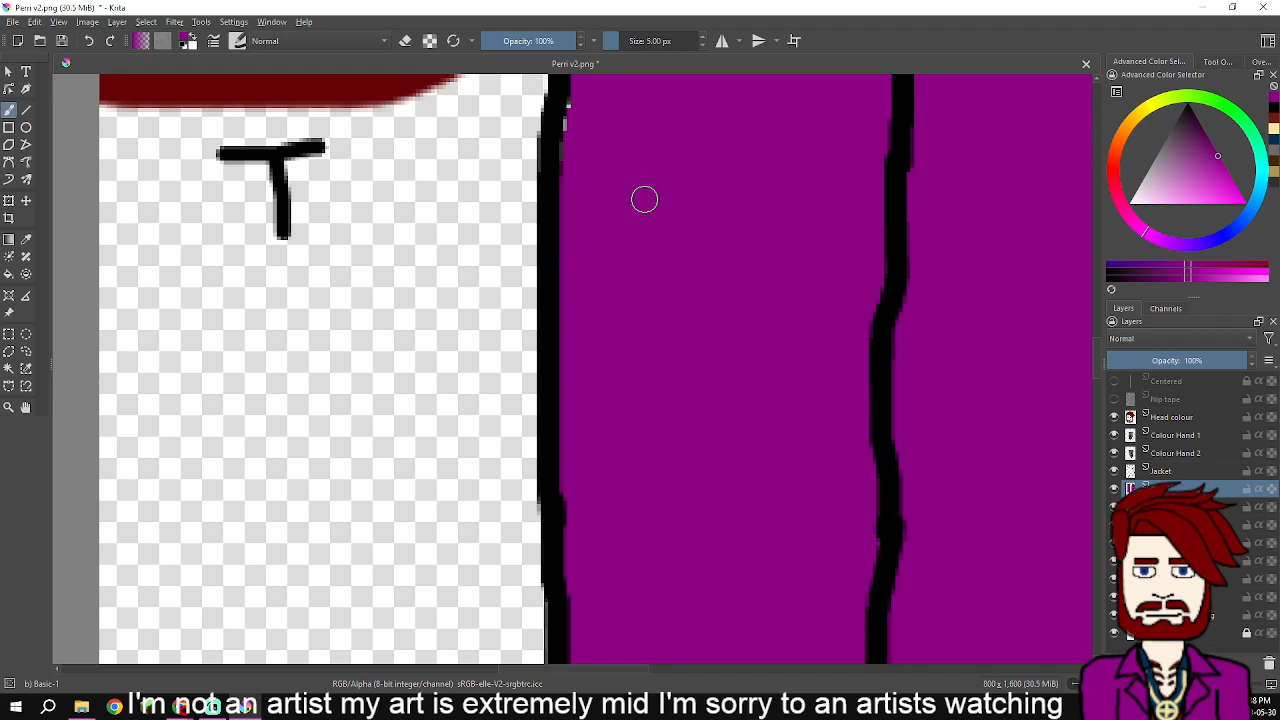 Perri v2.png (30.5 MiB) * - Krita
File Edit View Image Layer Select Filter Tools Settings Window Help
Normal
Opacity: 100%
Size: 5.00 px
Perri v2.png *
Advanced Color Sel...
Tool O...
Ove...
Advanced Color Selector
Layers
Channels
Layers
Normal
Opacity: 100%
Centered
Nip tape
Head colour
Colour Hand 1
Colour Hand 2
Jacket
b) Basic-1
RGB/Alpha (8-bit integer/channel) sRGB-elle-V2-srgbtrc.icc
800 x 1,600 (30.5 MiB)
I'm not an artist my art is extremely mid I'm sorry to an artists watching